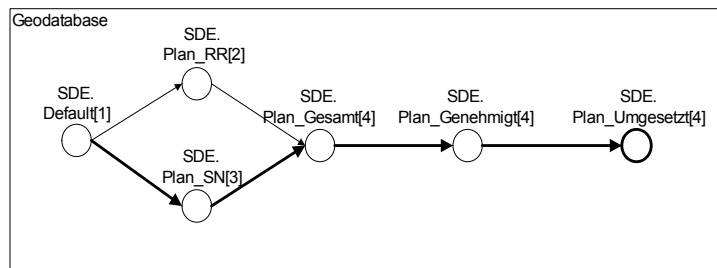 Geodatabase
SDE.
Plan_RR[2]
SDE.
Default[1]
SDE.
Plan_SN[3]
SDE.
Plan_Gesamt[4]
SDE.
Plan_Genehmigt[4]
SDE.
Plan_Umgesetzt[4]